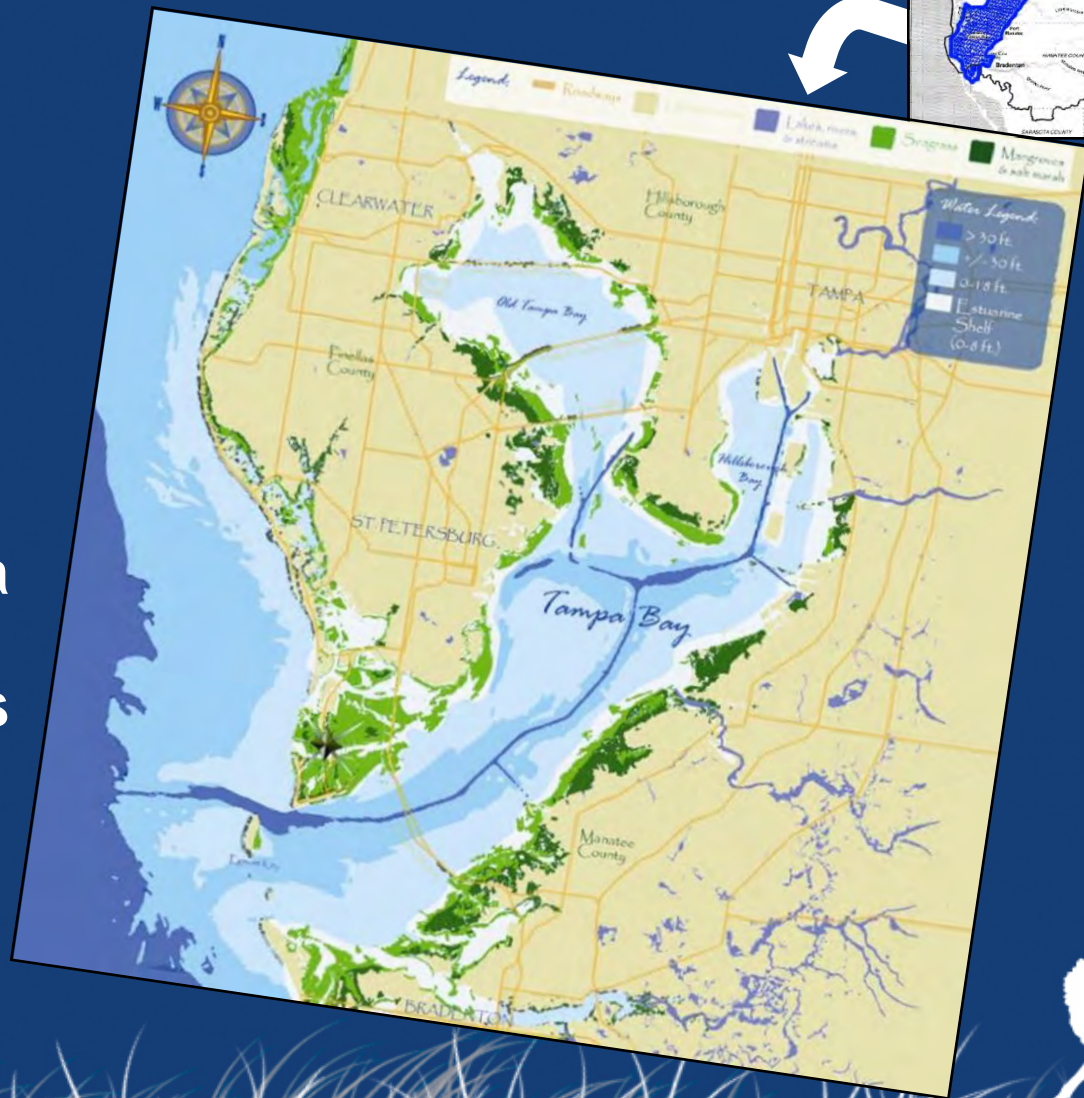 Bradenton
MANATEE COUNTY
SARASOTA COUNTY
Legend:
Roadways
Lakes, rivers
& streams
Seagrass
Mangroves
& salt marsh
Water Legend:
> 30 ft.
+/- 30 ft.
0-18 ft.
Estuarine
Shelf
(0-8 ft.)
CLEARWATER
Hillsborough
County
TAMPA
Old Tampa Bay
Pinellas
County
Hillsborough
Bay
ST. PETERSBURG
a
Tampa Bay
s
Manatee
County
BRADENTON